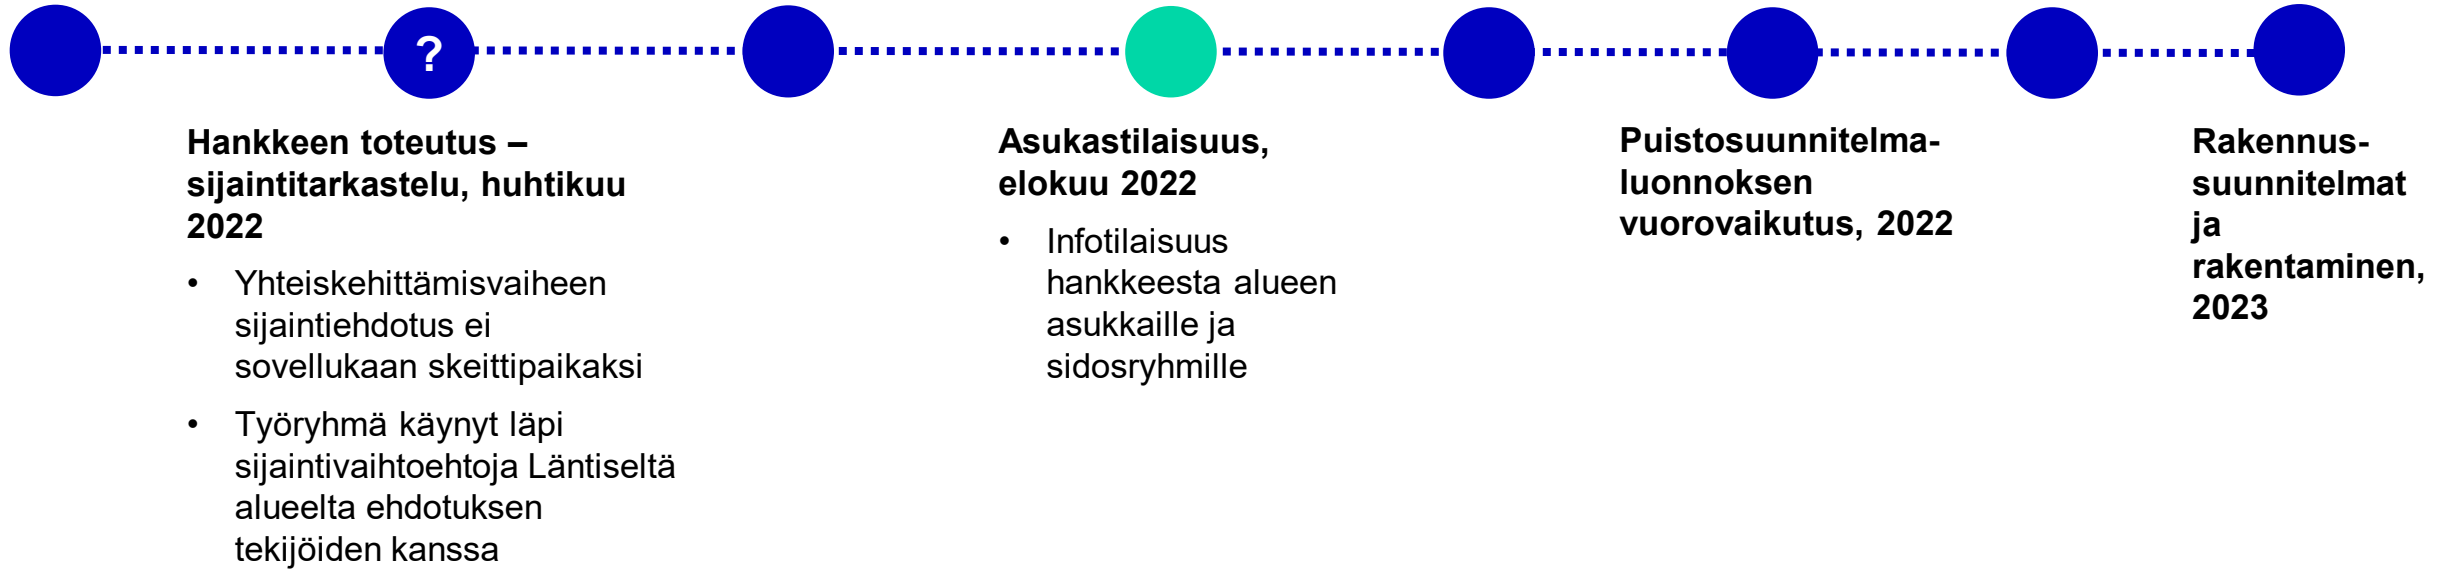 ?
Hankkeen toteutus –
sijaintitarkastelu, huhtikuu
2022
• Yhteiskehittämisvaiheen
sijaintiehdotus ei
sovellukaan skeittipaikaksi
• Työryhmä käynyt läpi
sijaintivaihtoehtoja Läntiseltä
alueelta ehdotuksen
tekijöiden kanssa
Asukastilaisuus,
elokuu 2022
• Infotilaisuus
hankkeesta alueen
asukkaille ja
sidosryhmille
Puistosuunnitelma-
luonnoksen
vuorovaikutus, 2022
Rakennus-
suunnitelmat
ja
rakentaminen,
2023